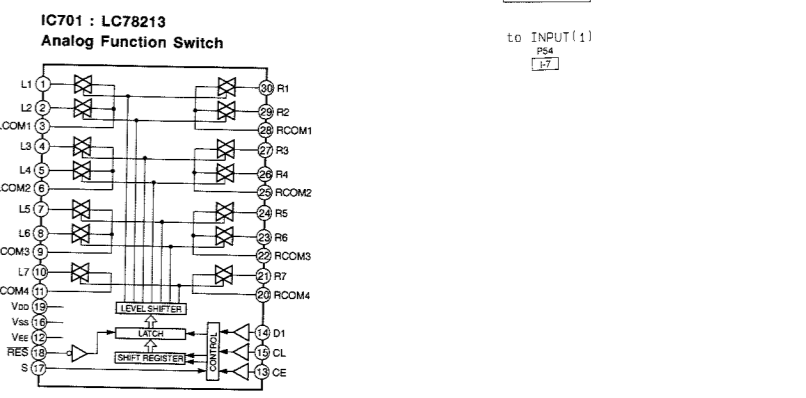 IC701 : LC78213
Analog Function Switch
to INPUT(1)
P54
I-7
L1 1
30 R1
L2 2
29 R2
LCOM1 3
28 RCOM1
L3 4
27 R3
L4 5
26 R4
COM2 6
25 RCOM2
L5 7
24 R5
L6 8
23 R6
COM3 9
22 RCOM3
L7 10
21 R7
COM4 11
20 RCOM4
VDD 19
LEVEL SHIFTER
VSS 16
VEE 12
LATCH
CONTROL
14 D1
RES 18
SHIFT REGISTER
15 CL
S 17
13 CE